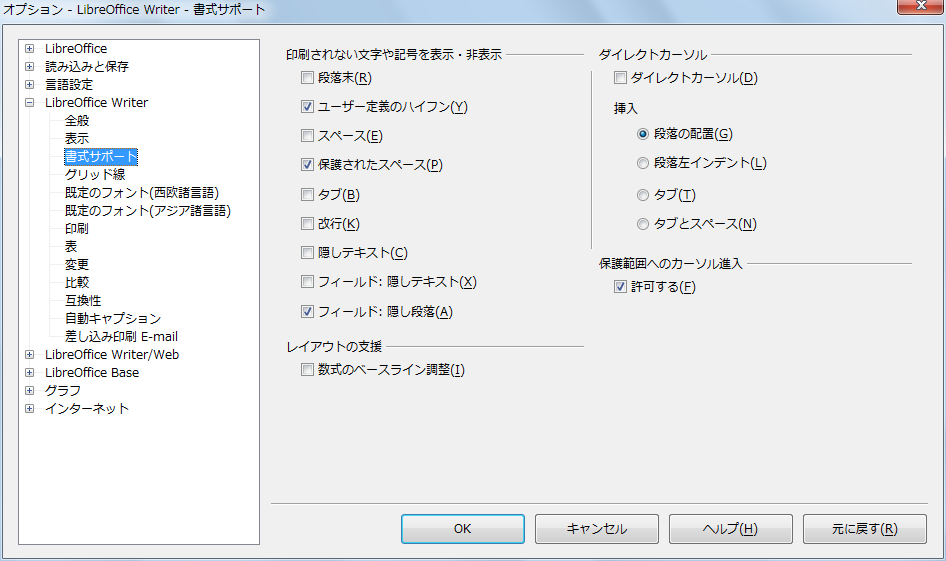 オプション - LibreOffice Writer - 書式サポート
LibreOffice
読み込みと保存
言語設定
LibreOffice Writer
全般
表示
書式サポート
グリッド線
既定のフォント(西欧諸言語)
既定のフォント(アジア諸言語)
印刷
表
変更
比較
互換性
自動キャプション
差し込み印刷 E-mail
LibreOffice Writer/Web
LibreOffice Base
グラフ
インターネット
印刷されない文字や記号を表示・非表示
段落末(R)
ユーザー定義のハイフン(Y)
スペース(E)
保護されたスペース(P)
タブ(B)
改行(K)
隠しテキスト(C)
フィールド: 隠しテキスト(X)
フィールド: 隠し段落(A)
レイアウトの支援
数式のベースライン調整(I)
ダイレクトカーソル
ダイレクトカーソル(D)
挿入
段落の配置(G)
段落左インデント(L)
タブ(T)
タブとスペース(N)
保護範囲へのカーソル進入
許可する(F)
OK
キャンセル
ヘルプ(H)
元に戻す(R)